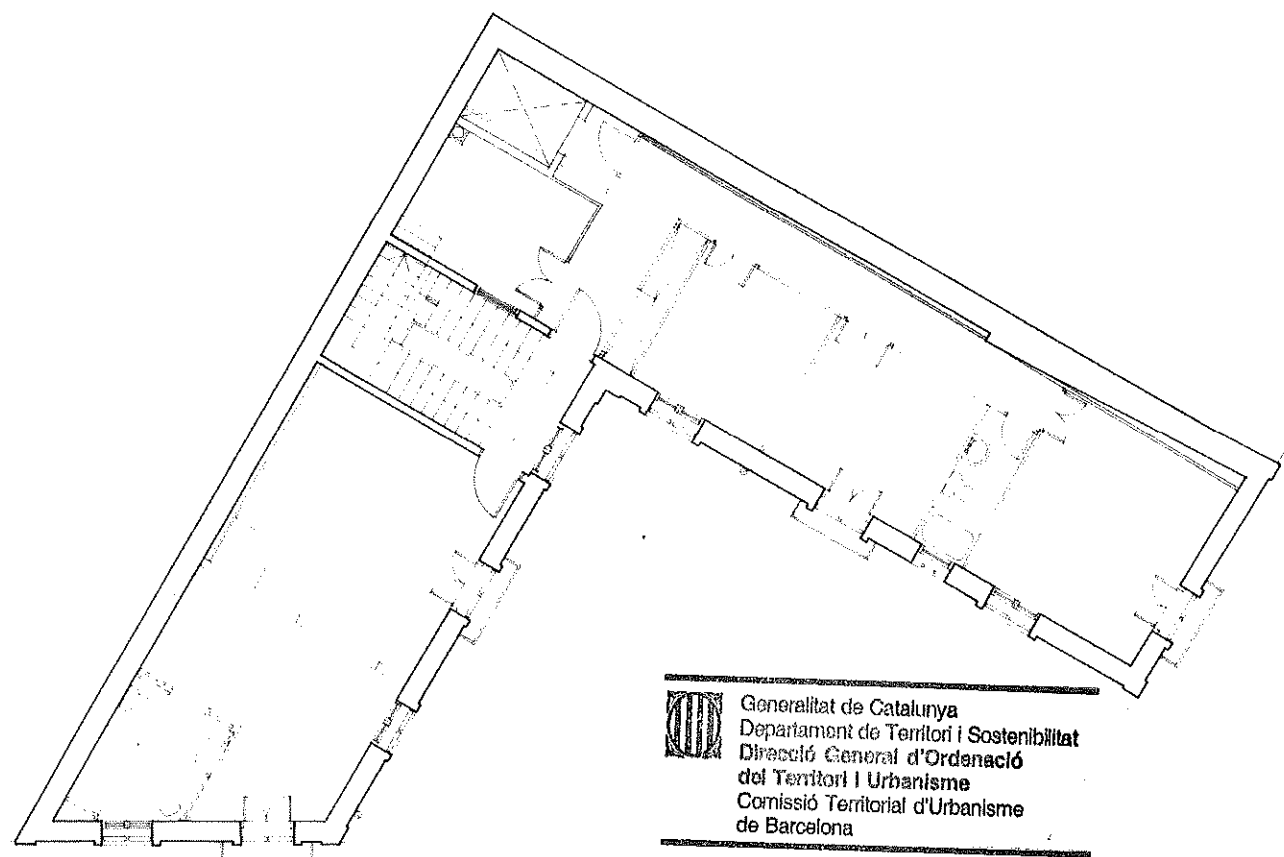 Generalitat de Catalunya
Departament de Territori i Sostenibilitat
Direcció General d'Ordenació
del Territori i Urbanisme
Comissió Territorial d'Urbanisme
de Barcelona